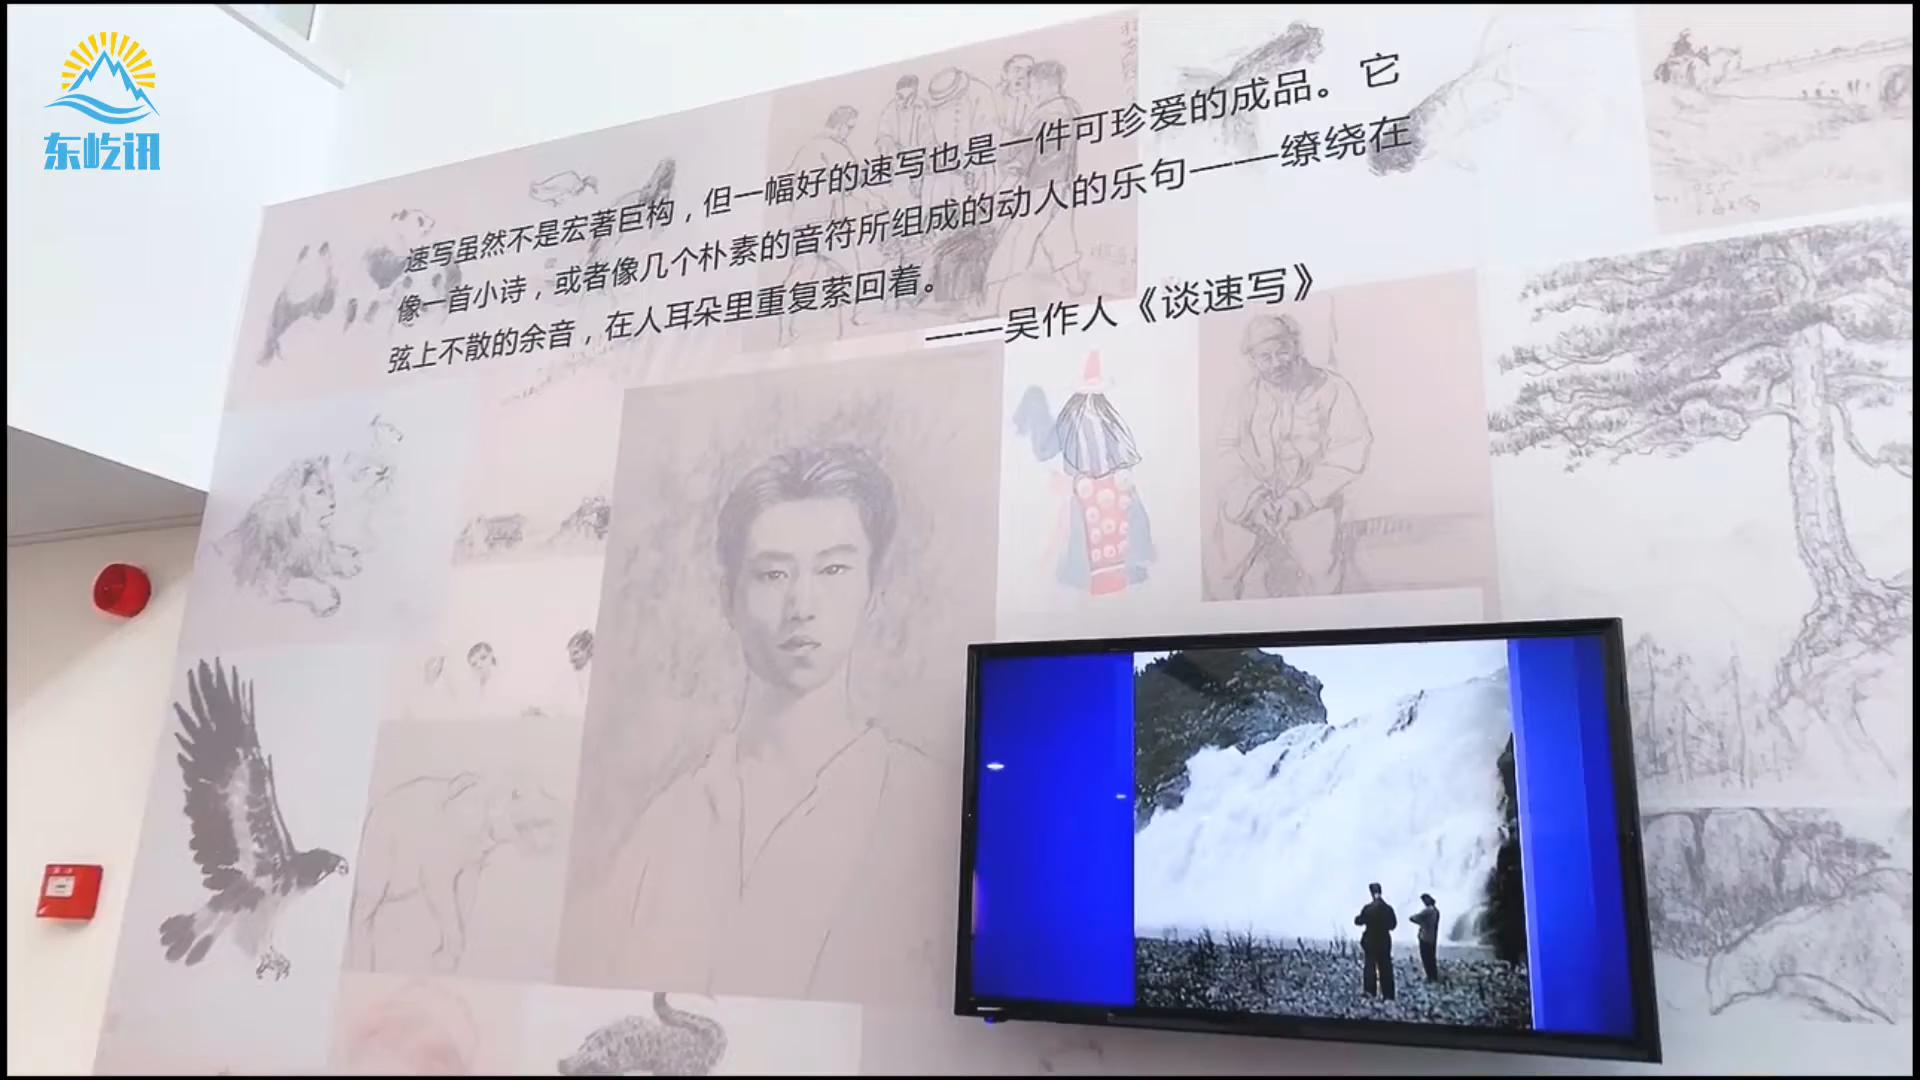 东屹讯
速写虽然不是宏著巨构，但一幅好的速写也是一件可珍爱的成品。它
像一首小诗，或者像几个朴素的音符所组成的动人的乐句——缭绕在
弦上不散的余音，在人耳朵里重复萦回着。
——吴作人《谈速写》